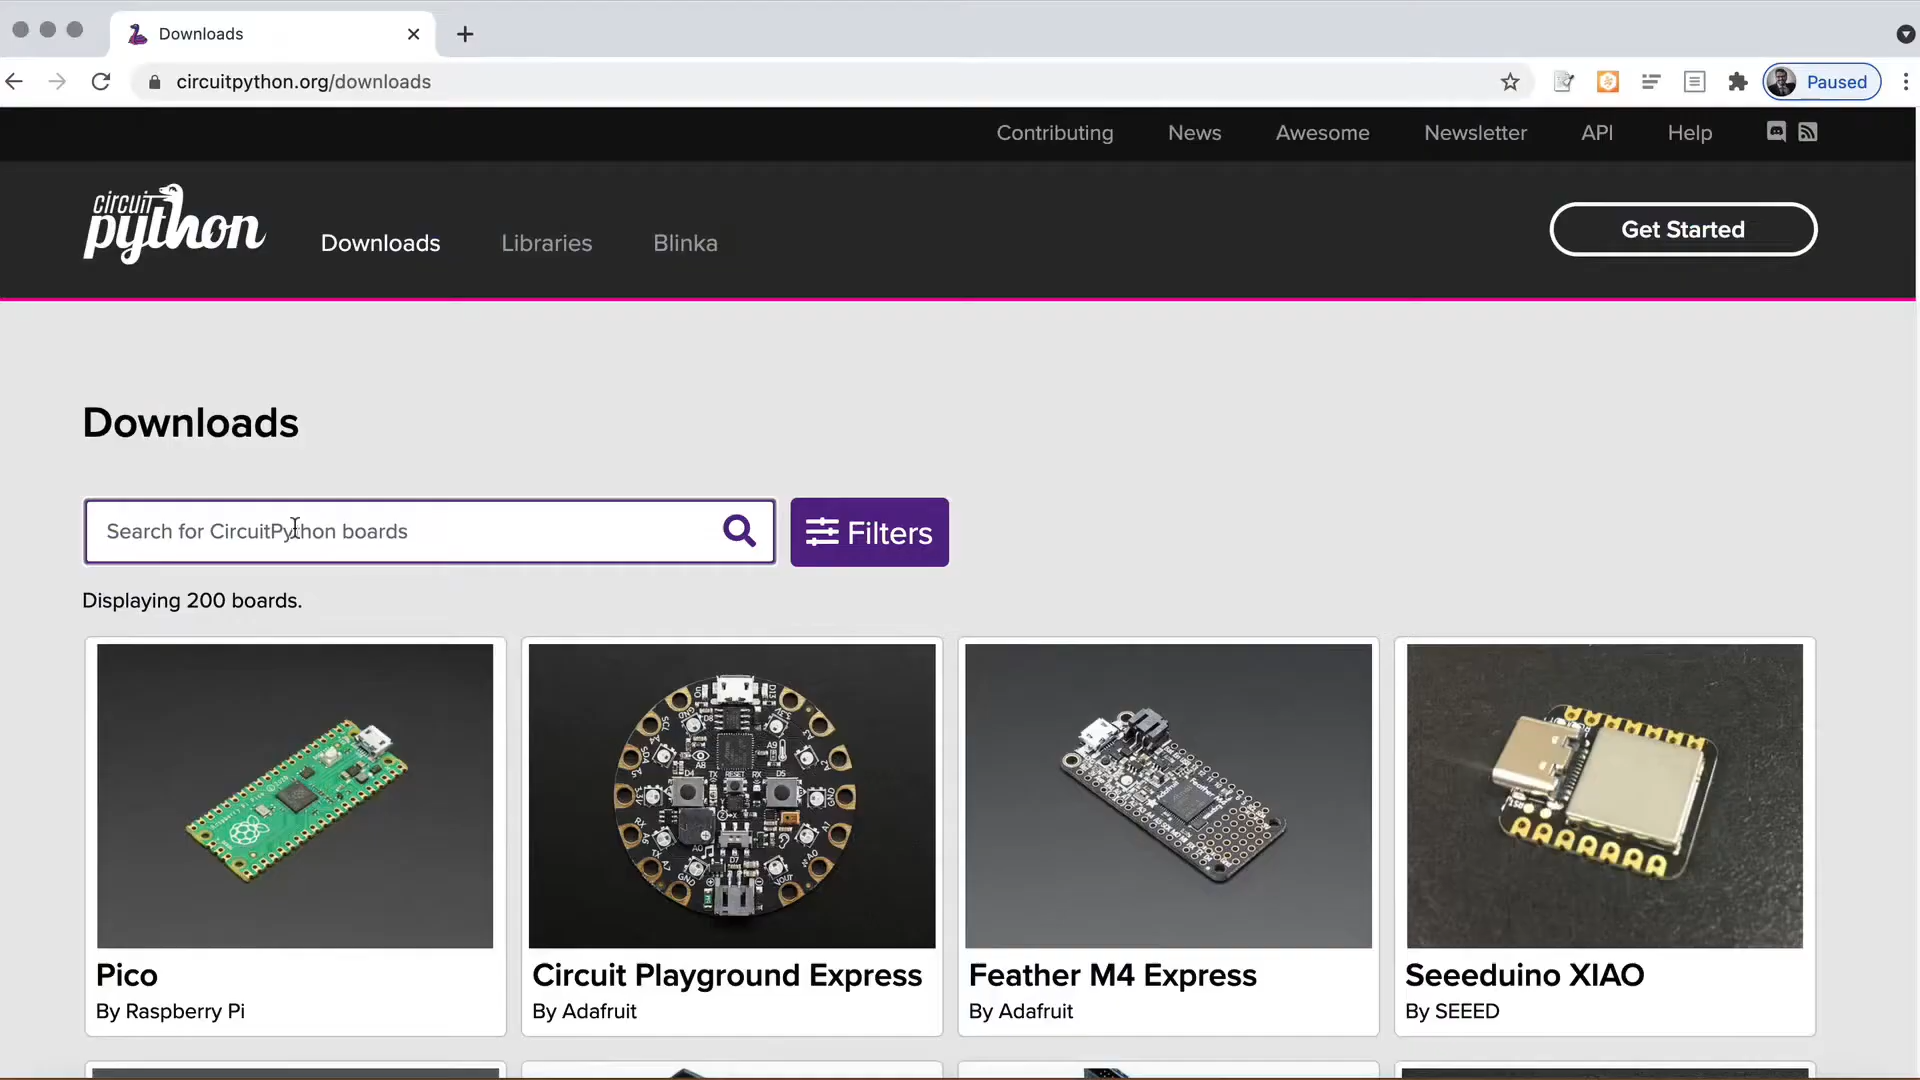 Downloads
circuitpython.org/downloads
Paused
Contributing
News
Awesome
Newsletter
API
Help
circuit
python
Downloads
Libraries
Blinka
Get Started
Downloads
Search for CircuitPython boards
Filters
Displaying 200 boards.
Pico
By Raspberry Pi
Circuit Playground Express
By Adafruit
Feather M4 Express
By Adafruit
Seeeduino XIAO
By SEEED